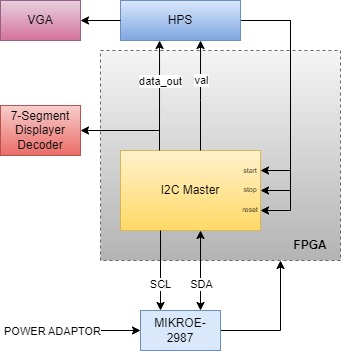 VGA
HPS
data_out
val
7-Segment
Displayer
Decoder
start
I2C Master
stop
reset
FPGA
SCL
SDA
POWER ADAPTOR
MIKROE-
2987